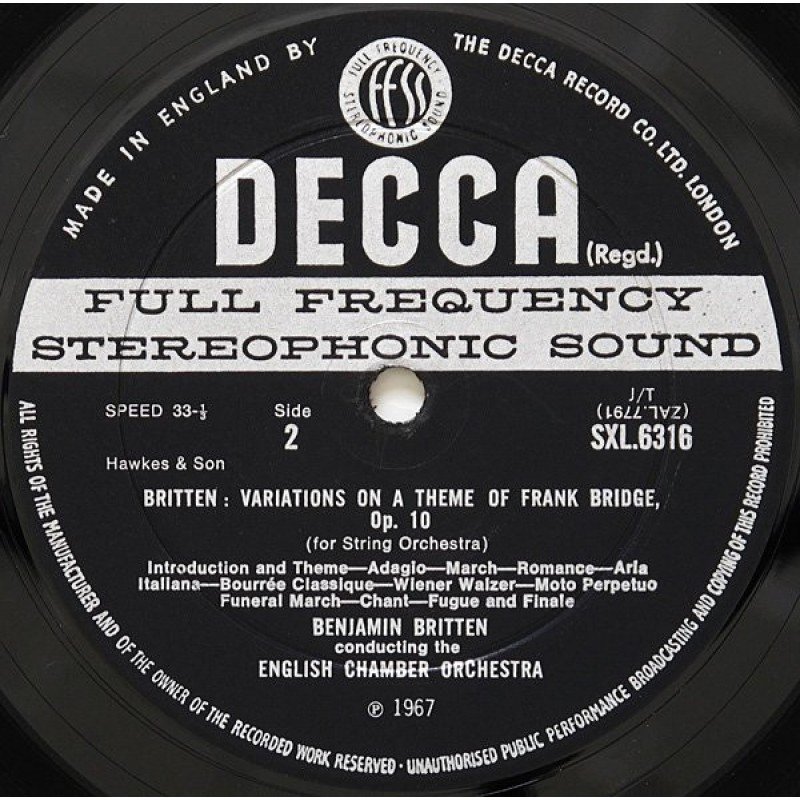 MADE IN ENGLAND BY
THE DECCA RECORD CO. LTD. LONDON
FULL FREQUENCY
STEREOPHONIC SOUND
FFSS
DECCA (Regd.)
FULL FREQUENCY
STEREOPHONIC SOUND
SPEED 33-⅓
Side
2
J/T
(ZAL.7791)
SXL.6316
Hawkes & Son
BRITTEN : VARIATIONS ON A THEME OF FRANK BRIDGE,
Op. 10
(for String Orchestra)
Introduction and Theme—Adagio—March—Romance—Aria
Italiana—Bourrée Classique—Wiener Walzer—Moto Perpetuo
Funeral March—Chant—Fugue and Finale
BENJAMIN BRITTEN
conducting the
ENGLISH CHAMBER ORCHESTRA
℗ 1967
ALL RIGHTS OF THE MANUFACTURER AND OF THE OWNER OF THE RECORDED WORK RESERVED · UNAUTHORISED PUBLIC PERFORMANCE BROADCASTING AND COPYING OF THIS RECORD PROHIBITED